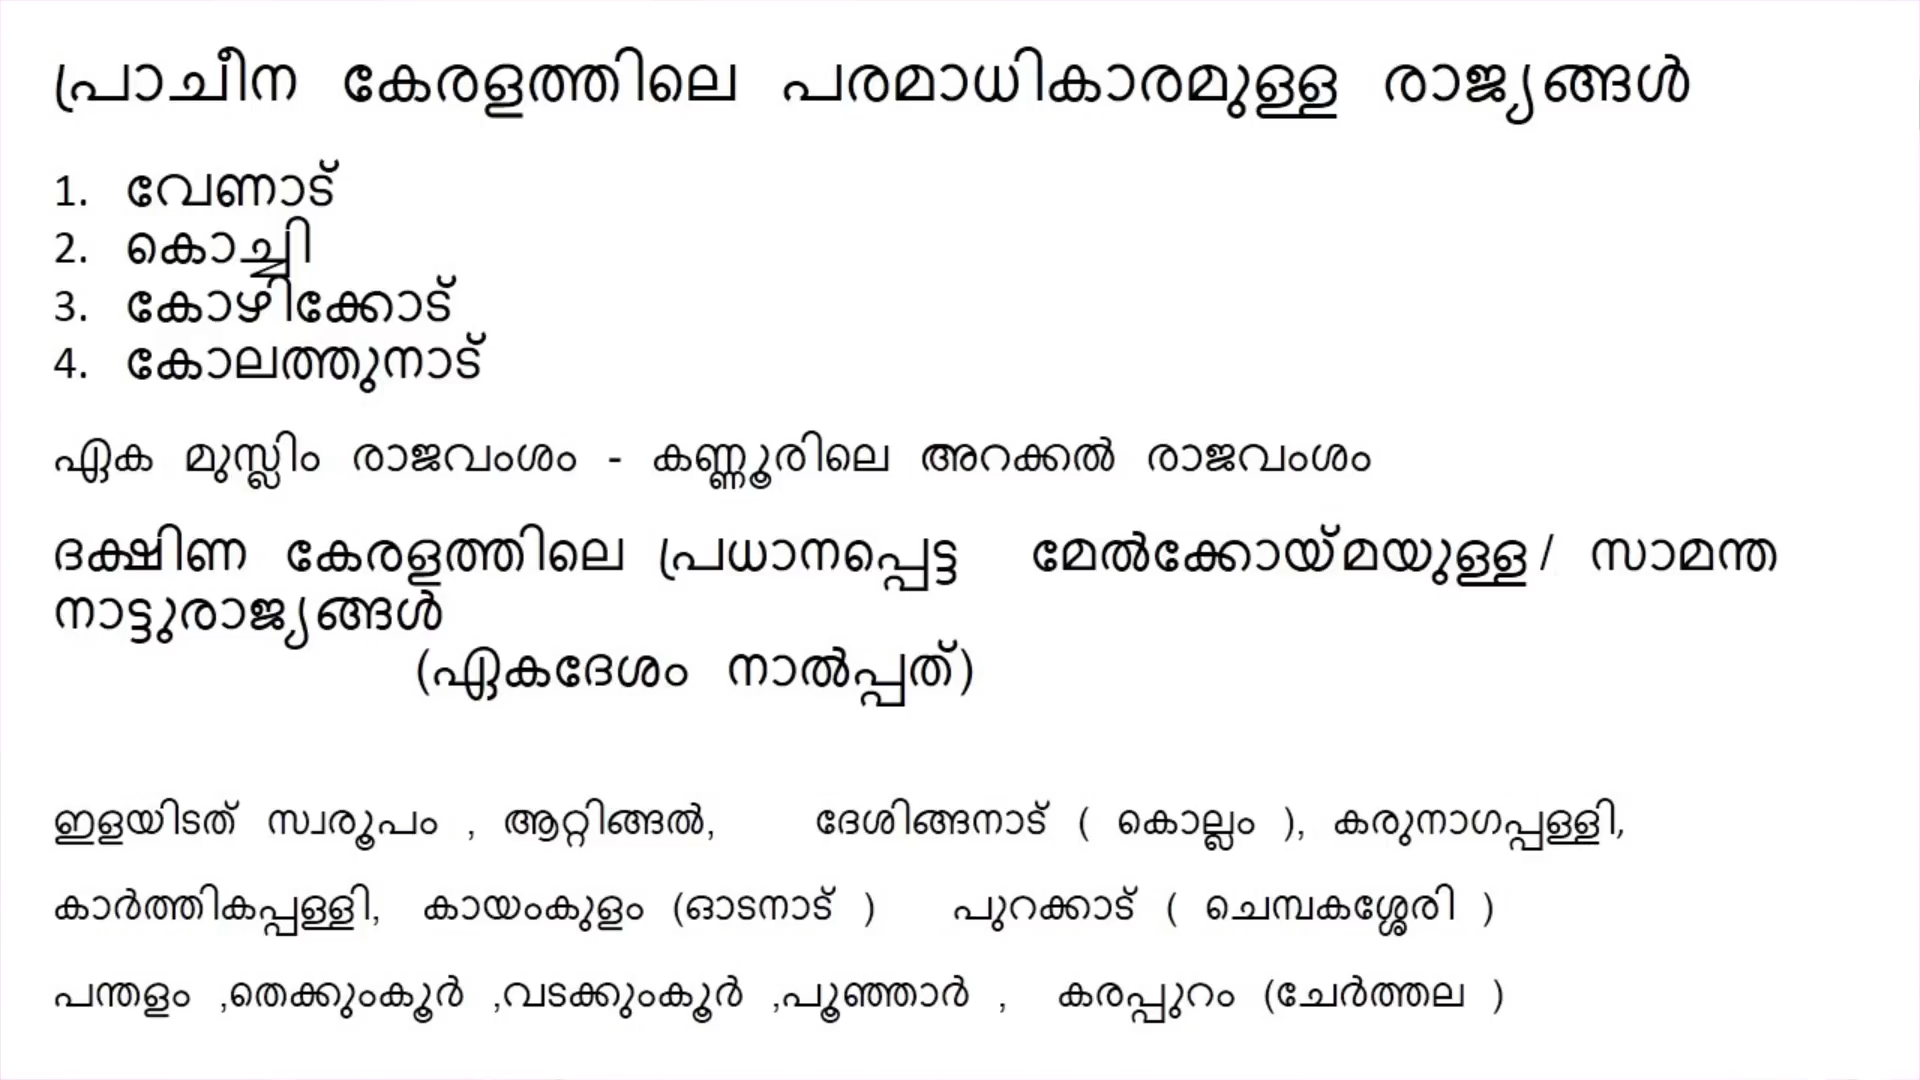 പ്രാചീന കേരളത്തിലെ പരമാധികാരമുള്ള രാജ്യങ്ങൾ
1. വേണാട്
2. കൊച്ചി
3. കോഴിക്കോട്
4. കോലത്തുനാട്
ഏക മുസ്ലിം രാജവംശം - കണ്ണൂരിലെ അറക്കൽ രാജവംശം
ദക്ഷിണ കേരളത്തിലെ പ്രധാനപ്പെട്ട മേൽക്കോയ്മയുള്ള/ സാമന്ത
നാട്ടുരാജ്യങ്ങൾ
(ഏകദേശം നാൽപ്പത്)
ഇളയിടത് സ്വരൂപം , ആറ്റിങ്ങൽ, ദേശിങ്ങനാട് ( കൊല്ലം ), കരുനാഗപ്പള്ളി,
കാർത്തികപ്പള്ളി, കായംകുളം (ഓടനാട് ) പുറക്കാട് ( ചെമ്പകശ്ശേരി )
പന്തളം ,തെക്കുംകൂർ ,വടക്കുംകൂർ ,പൂഞ്ഞാർ , കരപ്പുറം (ചേർത്തല )